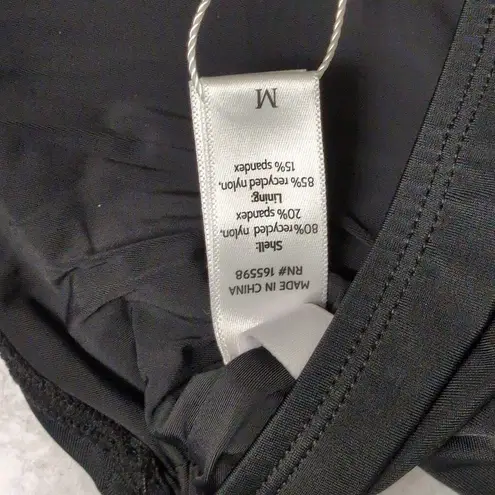 MADE IN CHINA
RN# 165598
Shell:
80%recycled nylon,
20% spandex
Lining:
85% recycled nylon,
15% spandex
M